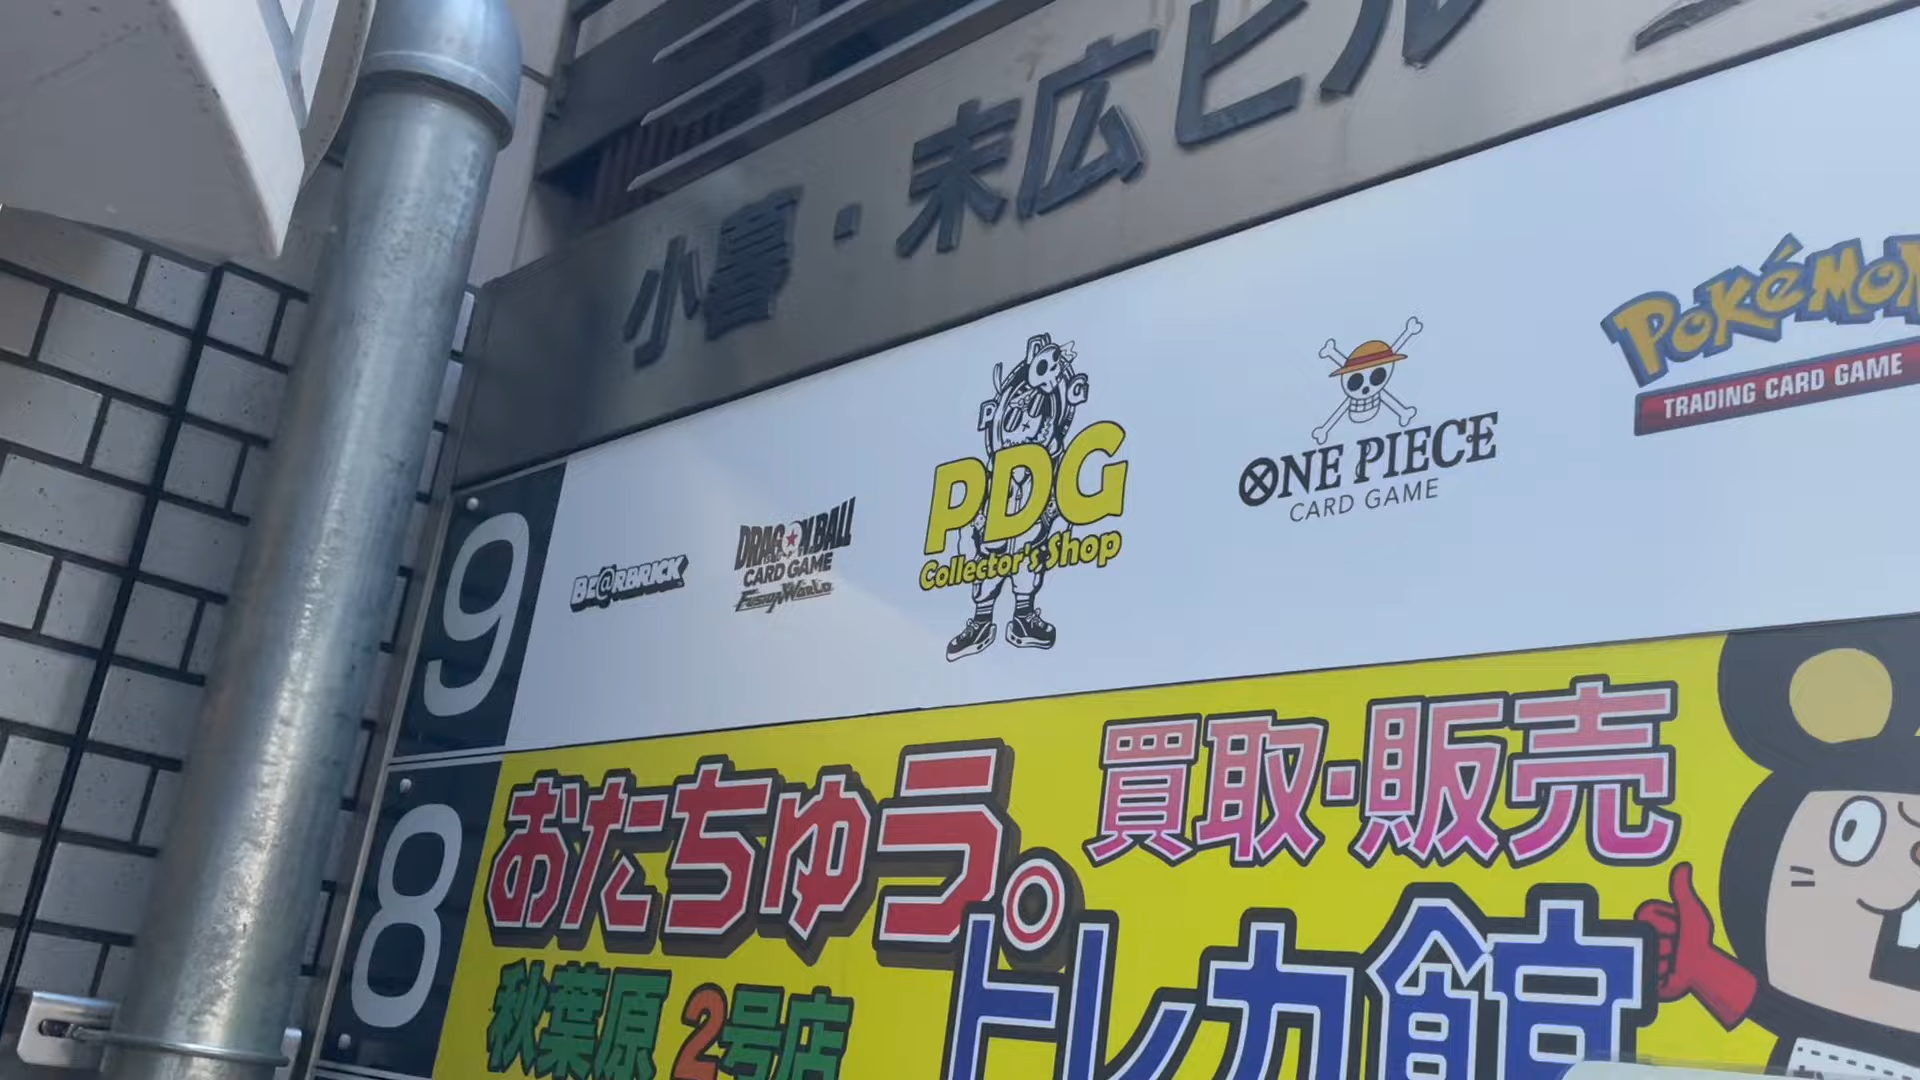 小暮・末広ビル
9
BE@RBRICK
DRAGONBALL
CARD GAME
FUSION WORLD
PDG
Collector's Shop
ONE PIECE
CARD GAME
POKéMON
TRADING CARD GAME
8
おたちゅう。
買取・販売
秋葉原2号店
トレカ館